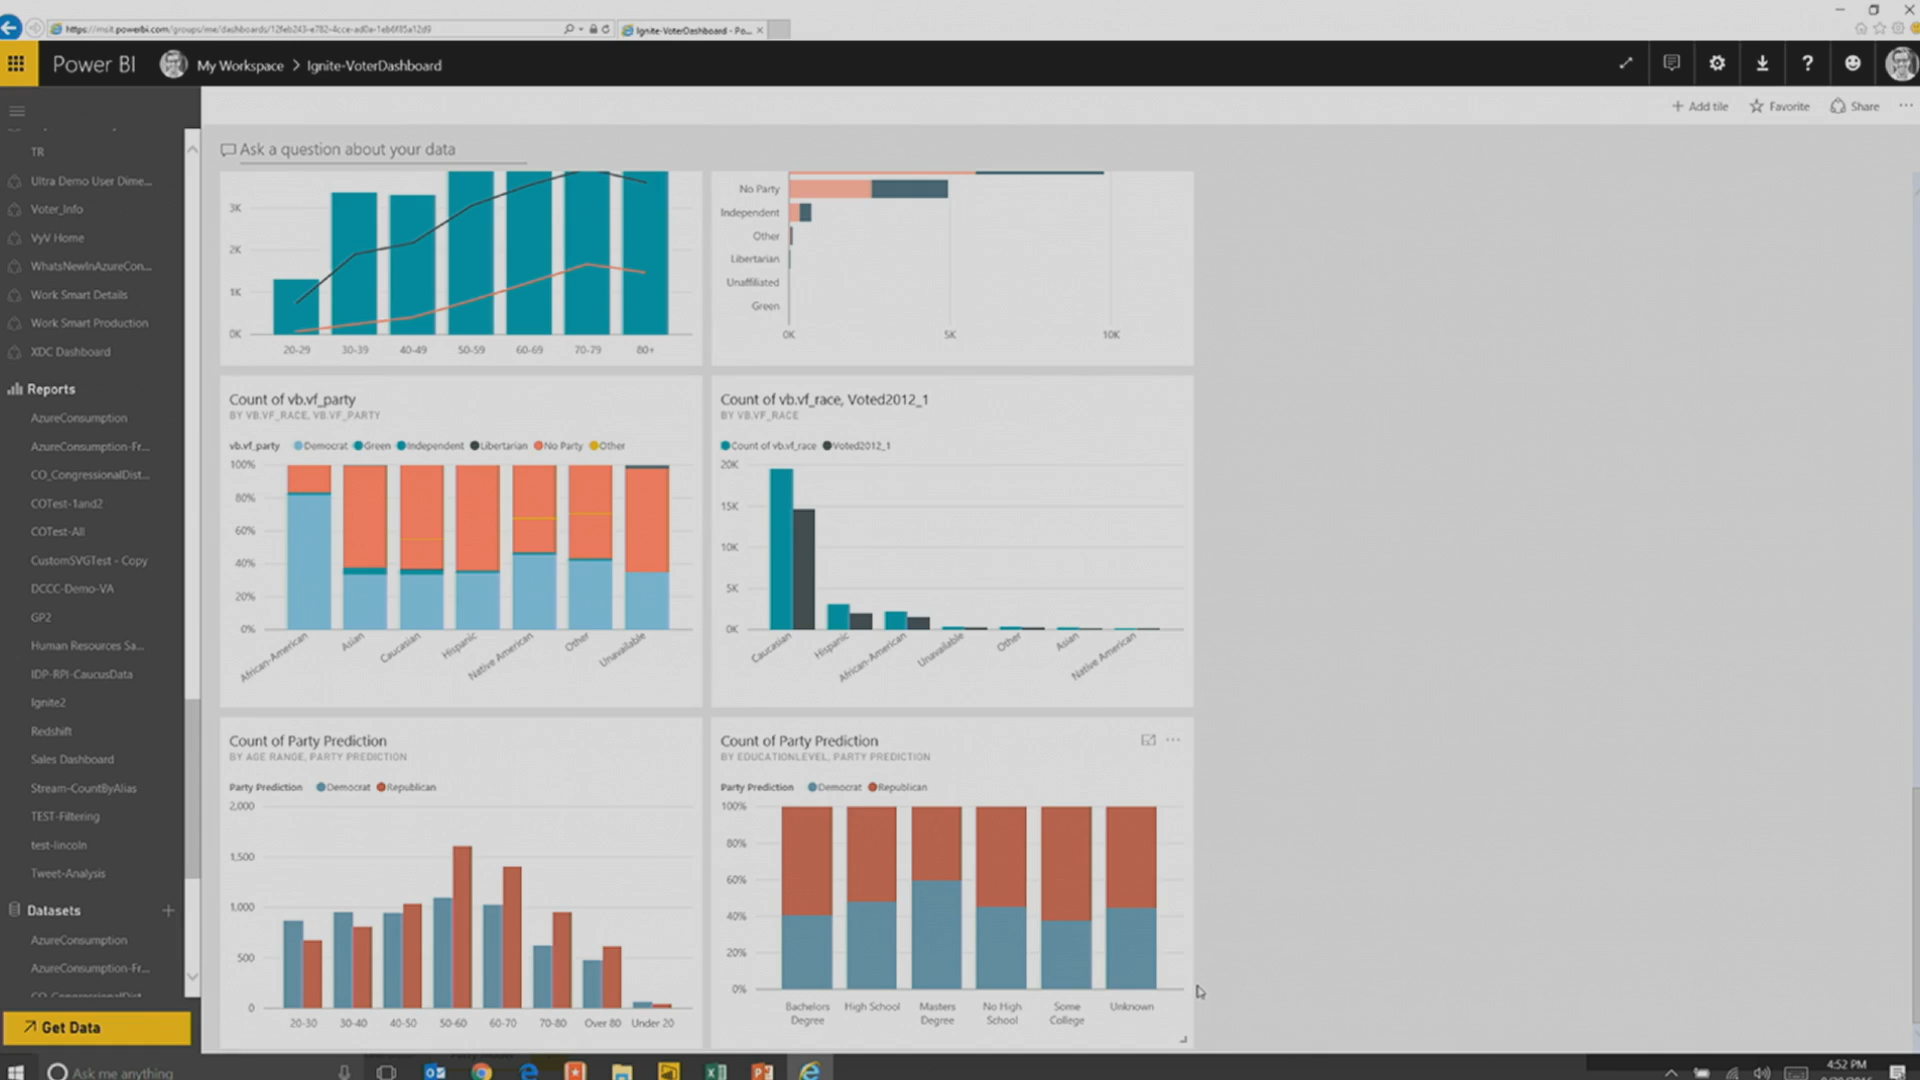 https://msit.powerbi.com/groups/me/dashboards/12feb243-e782-4cce-ad0a-1eb6f85a12d9
Ignite-VoterDashboard - Po...
Power BI
My Workspace > Ignite-VoterDashboard
+ Add tile
Favorite
Share
TR
Ultra Demo User Dime...
Voter_Info
VyV Home
WhatsNewInAzureCon...
Work Smart Details
Work Smart Production
XDC Dashboard
Reports
AzureConsumption
AzureConsumption-Fr...
CO_CongressionalDist...
COTest-1and2
COTest-All
CustomSVGTest - Copy
DCCC-Demo-VA
GP2
Human Resources Sa...
IDP-RPI-CaucusData
Ignite2
Redshift
Sales Dashboard
Stream-CountByAlias
TEST-Filtering
test-lincoln
Tweet-Analysis
Datasets
AzureConsumption
AzureConsumption-Fr...
CO_CongressionalDist...
Get Data
Ask a question about your data
3K
2K
1K
0K
20-29 30-39 40-49 50-59 60-69 70-79 80+
No Party
Independent
Other
Libertarian
Unaffiliated
Green
0K 5K 10K
Count of vb.vf_party
BY VB.VF_RACE, VB.VF_PARTY
vb.vf_party Democrat Green Independent Libertarian No Party Other
100%
80%
60%
40%
20%
0%
African-American Asian Caucasian Hispanic Native American Other Unavailable
Count of vb.vf_race, Voted2012_1
BY VB.VF_RACE
Count of vb.vf_race Voted2012_1
20K
15K
10K
5K
0K
Caucasian Hispanic African-American Unavailable Other Asian Native American
Count of Party Prediction
BY AGE RANGE, PARTY PREDICTION
Party Prediction Democrat Republican
2,000
1,500
1,000
500
0
20-30 30-40 40-50 50-60 60-70 70-80 Over 80 Under 20
Count of Party Prediction
BY EDUCATIONLEVEL, PARTY PREDICTION
Party Prediction Democrat Republican
100%
80%
60%
40%
20%
0%
Bachelors Degree High School Masters Degree No High School Some College Unknown
Ask me anything
4:52 PM